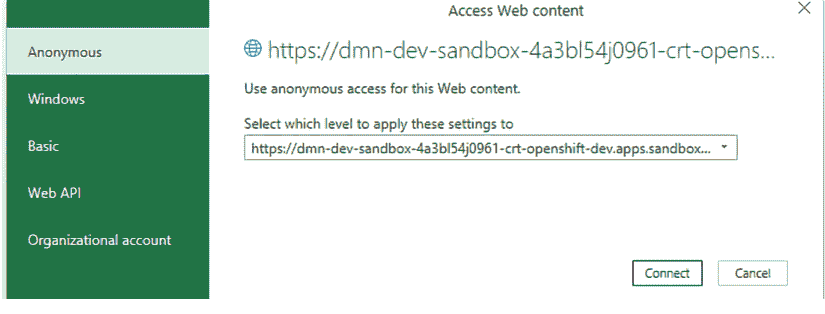 Access Web content
Anonymous
https://dmn-dev-sandbox-4a3bl54j0961-crt-opens...
Use anonymous access for this Web content.
Windows
Select which level to apply these settings to
Basic
https://dmn-dev-sandbox-4a3bl54j0961-crt-openshift-dev.apps.sandbox...
Web API
Organizational account
Connect
Cancel